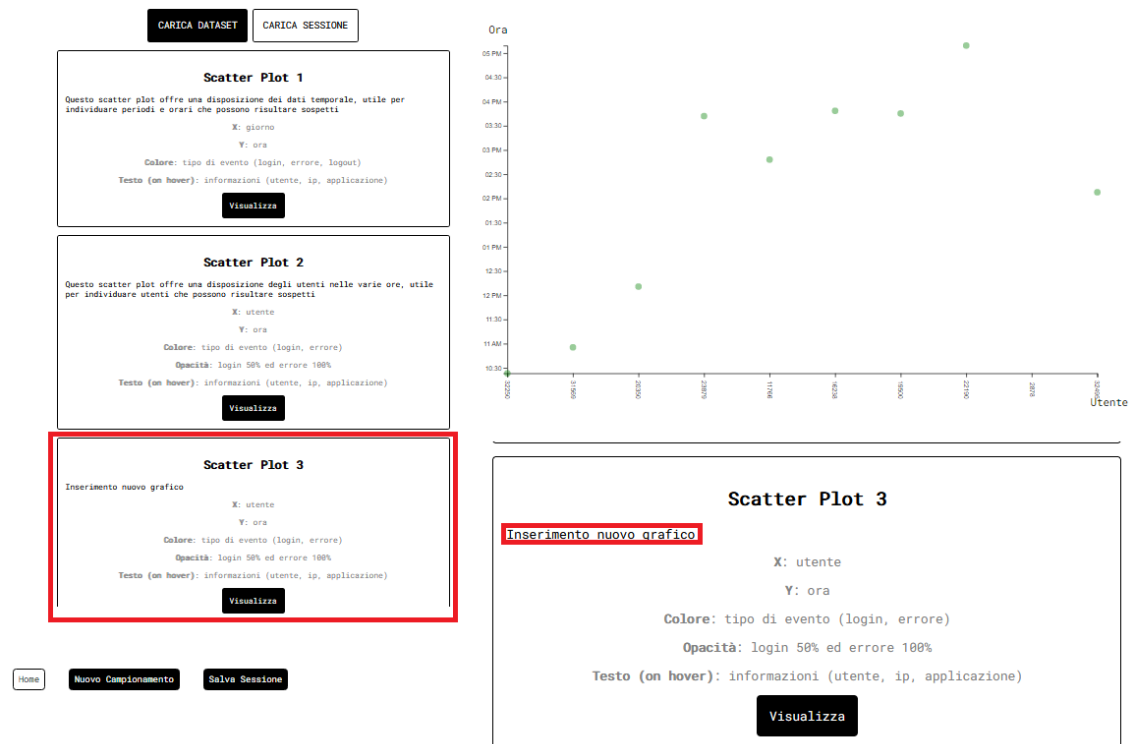 CARICA DATASET
CARICA SESSIONE
Scatter Plot 1
Questo scatter plot offre una disposizione dei dati temporale, utile per
individuare periodi e orari che possono risultare sospetti
X: giorno
Y: ora
Colore: tipo di evento (login, errore, logout)
Testo (on hover): informazioni (utente, ip, applicazione)
Visualizza
Scatter Plot 2
Questo scatter plot offre una disposizione degli utenti nelle varie ore, utile
per individuare utenti che possono risultare sospetti
X: utente
Y: ora
Colore: tipo di evento (login, errore)
Opacità: login 50% ed errore 100%
Testo (on hover): informazioni (utente, ip, applicazione)
Visualizza
Scatter Plot 3
Inserimento nuovo grafico
X: utente
Y: ora
Colore: tipo di evento (login, errore)
Opacità: login 50% ed errore 100%
Testo (on hover): informazioni (utente, ip, applicazione)
Visualizza
Home
Nuovo Campionamento
Salva Sessione
Ora
05 PM
04:30
04 PM
03:30
03 PM
02:30
02 PM
01:30
01 PM
12:30
12 PM
11:30
11 AM
10:30
32250
31569
20350
23879
11766
16238
22190
2878
Utente
Scatter Plot 3
Inserimento nuovo grafico
X: utente
Y: ora
Colore: tipo di evento (login, errore)
Opacità: login 50% ed errore 100%
Testo (on hover): informazioni (utente, ip, applicazione)
Visualizza